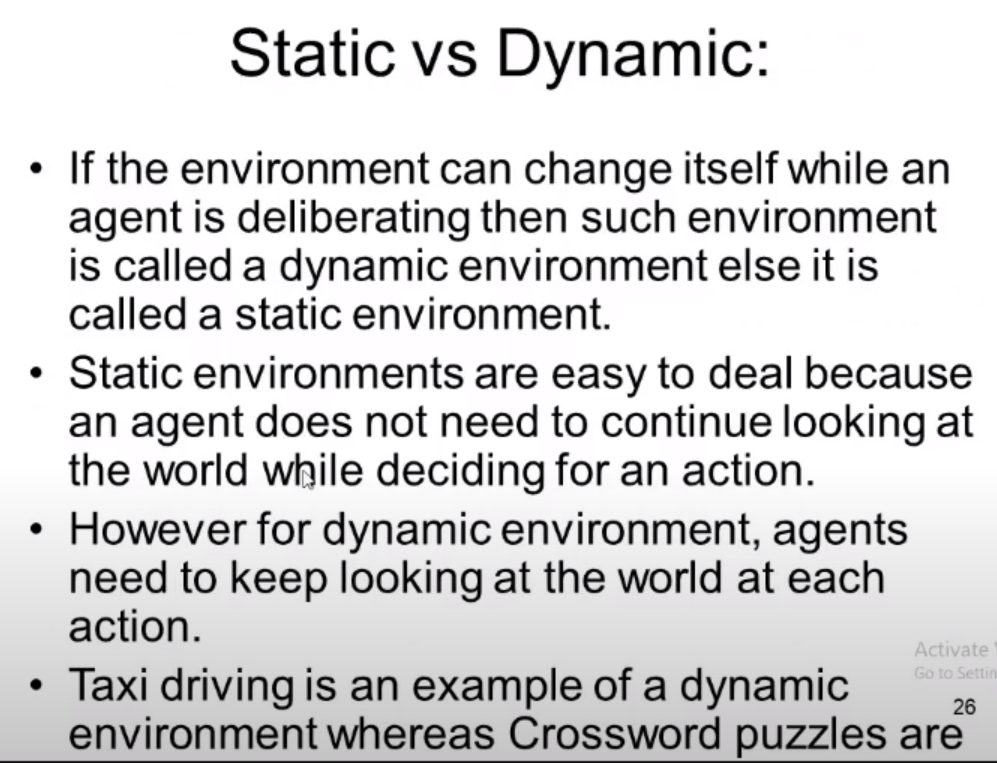 Static vs Dynamic:
• If the environment can change itself while an
agent is deliberating then such environment
is called a dynamic environment else it is
called a static environment.
• Static environments are easy to deal because
an agent does not need to continue looking at
the world while deciding for an action.
• However for dynamic environment, agents
need to keep looking at the world at each
action.
• Taxi driving is an example of a dynamic
environment whereas Crossword puzzles are
Activate
Go to
26